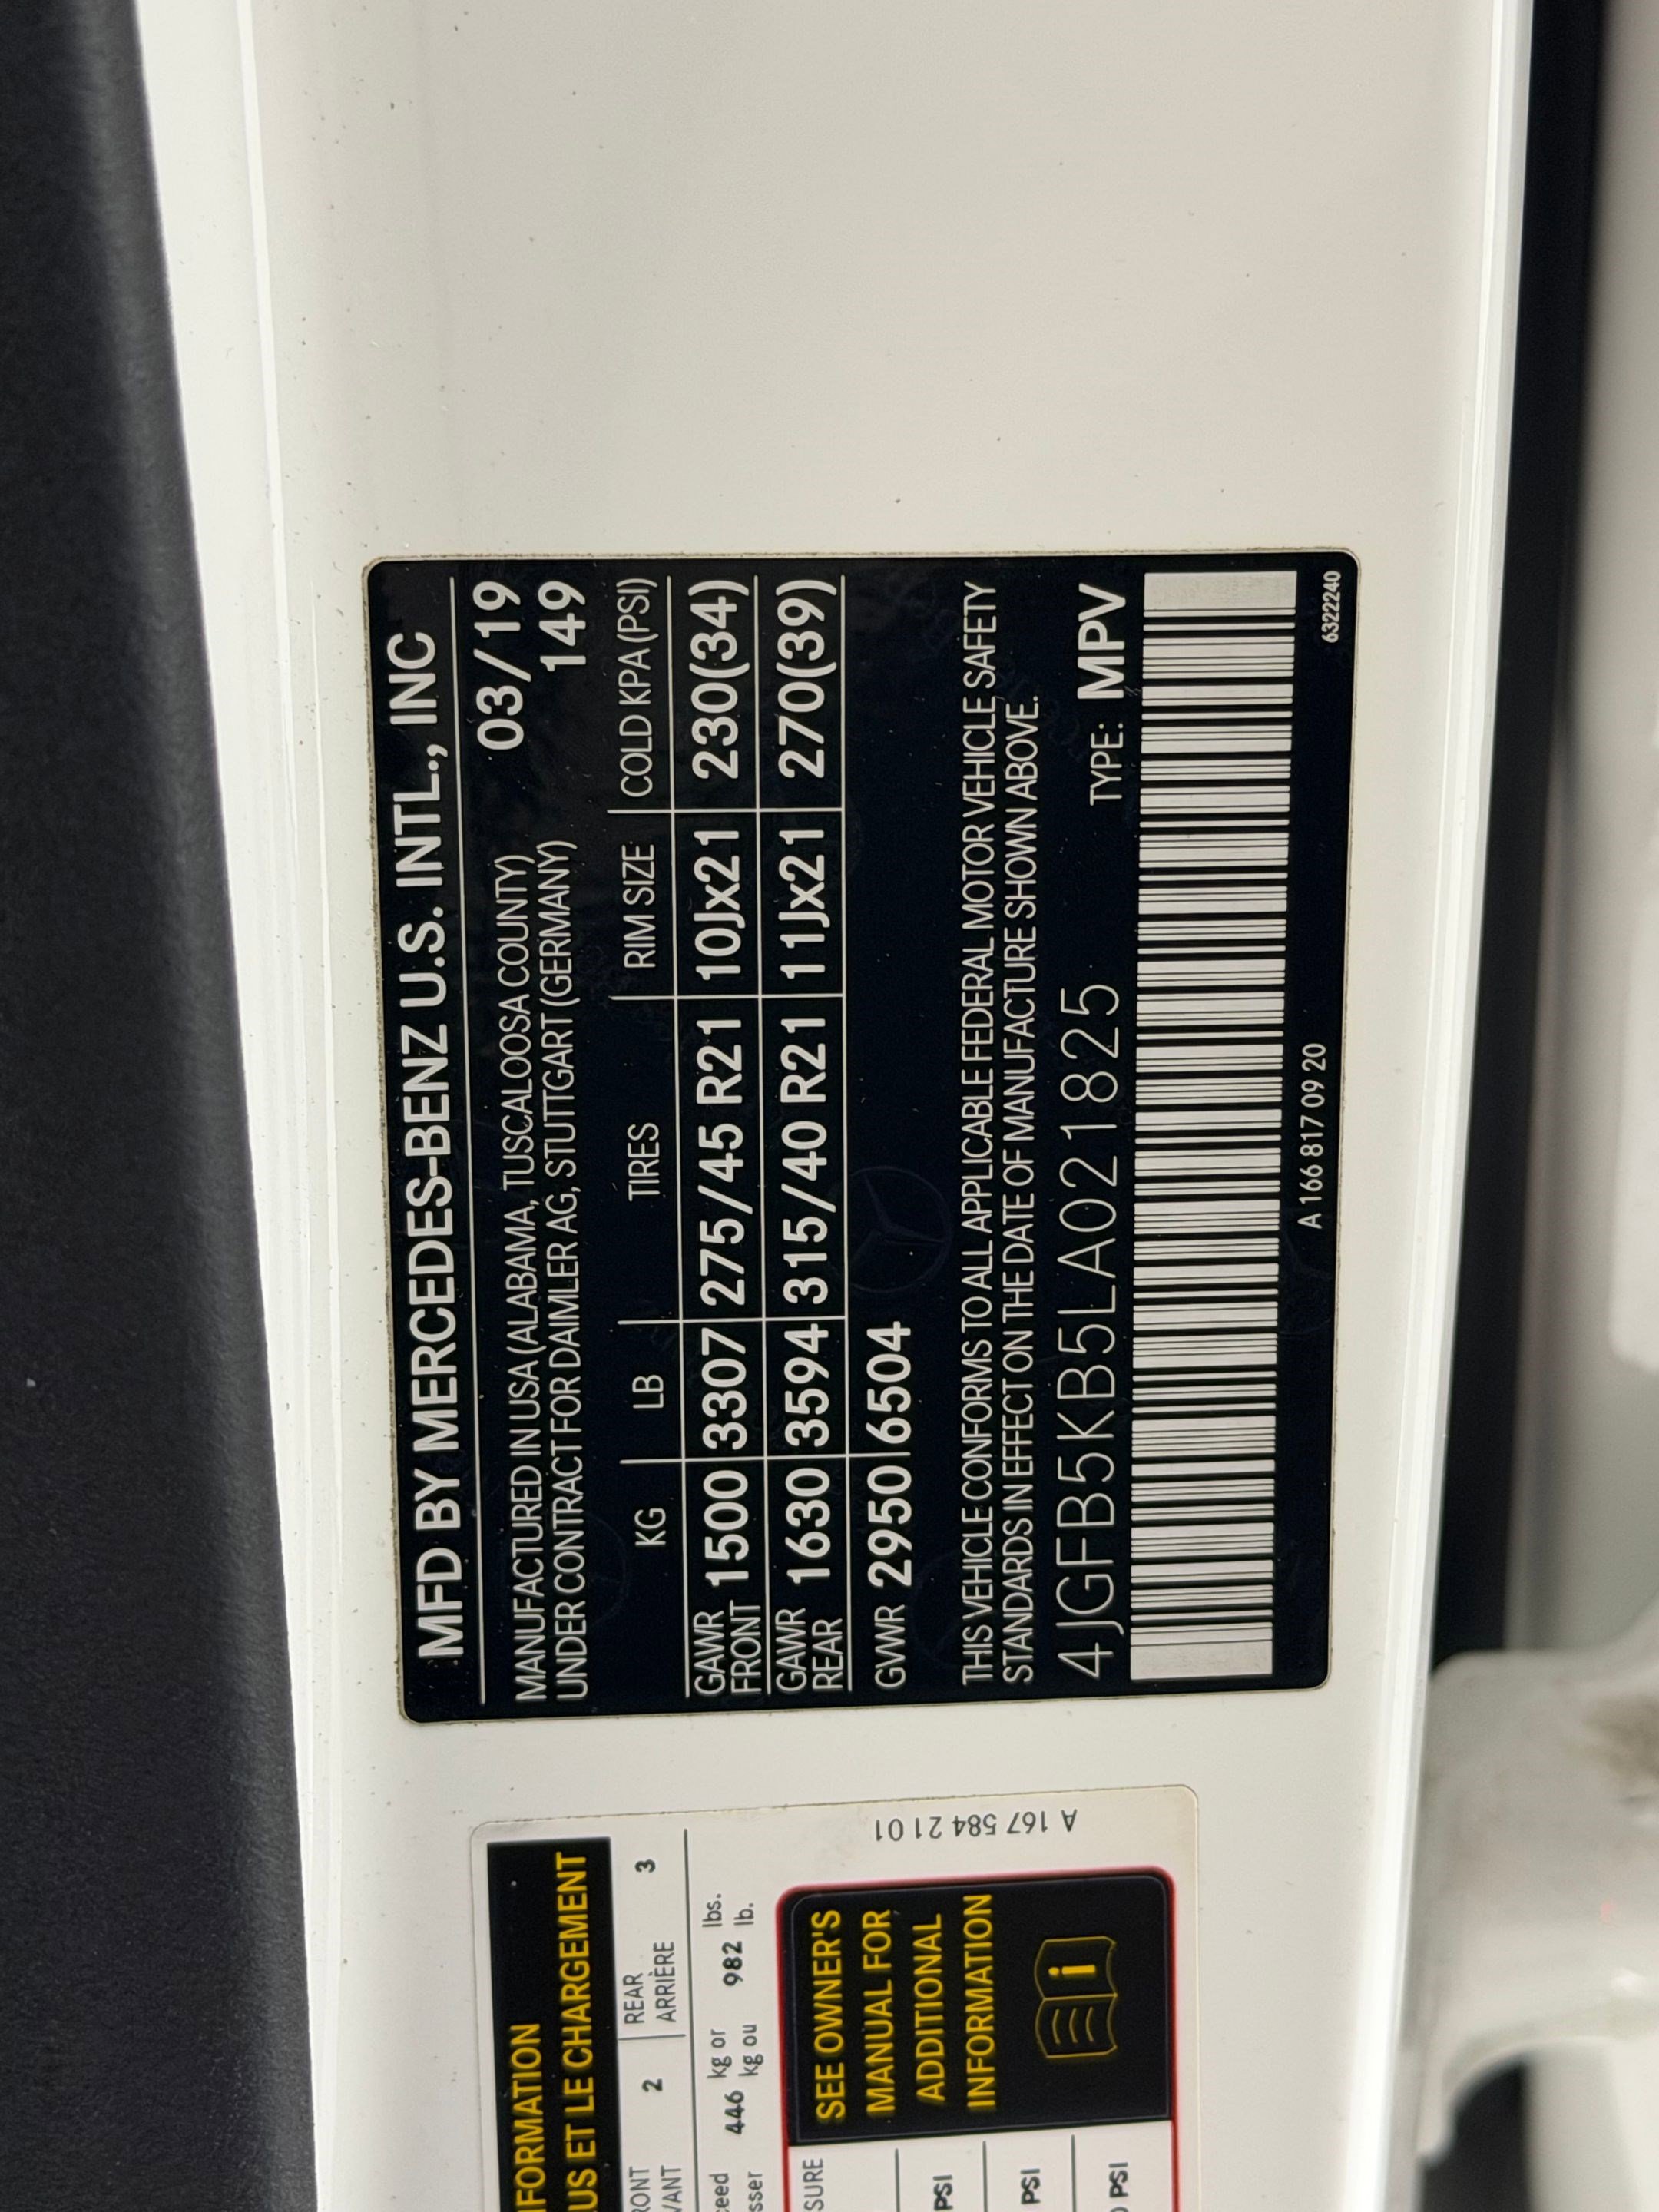 MFD BY MERCEDES-BENZ U.S. INTL., INC
MANUFACTURED IN USA (ALABAMA, TUSCALOOSA COUNTY) 03/19
UNDER CONTRACT FOR DAIMLER AG, STUTTGART (GERMANY) 149
KG LB TIRES RIM SIZE COLD KPA (PSI)
GAWR FRONT 1500 3307 275/45 R21 10Jx21 230(34)
GAWR REAR 1630 3594 315/40 R21 11Jx21 270(39)
GVWR 2950 6504
THIS VEHICLE CONFORMS TO ALL APPLICABLE FEDERAL MOTOR VEHICLE SAFETY
STANDARDS IN EFFECT ON THE DATE OF MANUFACTURE SHOWN ABOVE.
4JGFB5KB5LA021825 TYPE: MPV
A 166 817 09 20 6322240
ET LE CHARGEMENT
2 REAR 3
ARRIÈRE
446 kg or 982 lbs.
kg ou lb.
SEE OWNER'S
MANUAL FOR
ADDITIONAL
INFORMATION
i
PSI
PSI
PSI
A 167 584 21 01